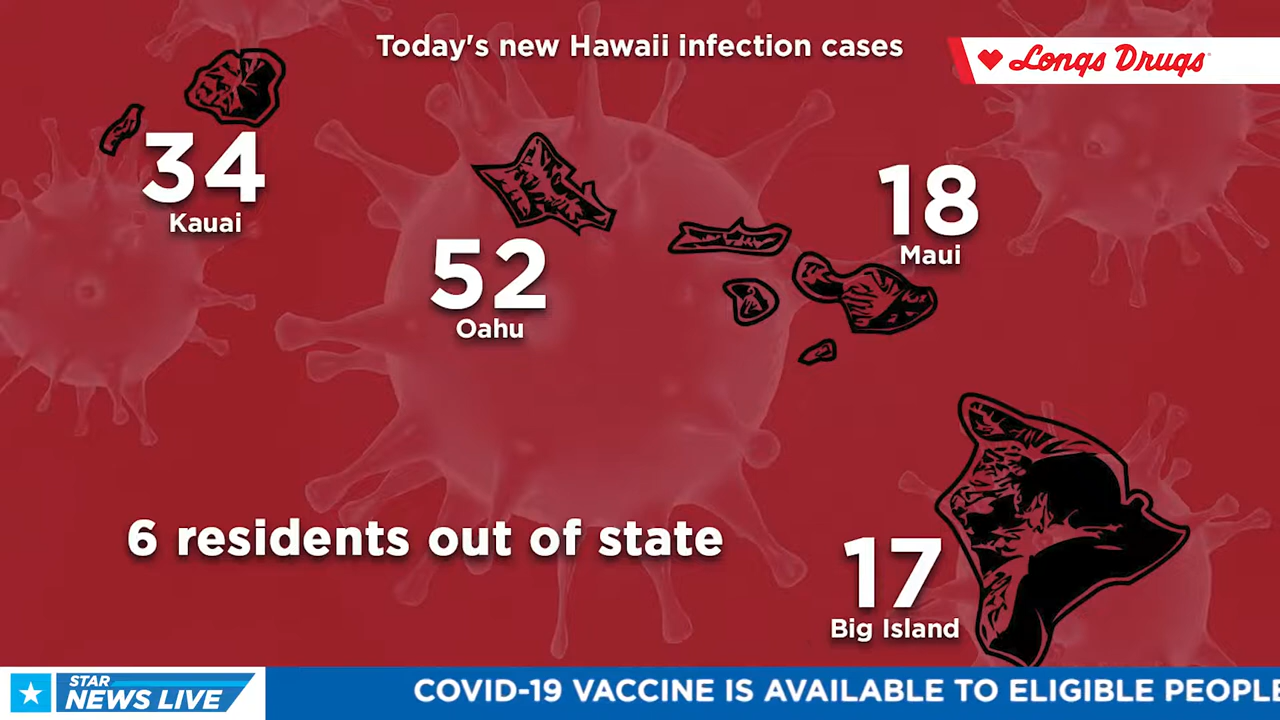 Today's new Hawaii infection cases
Longs Drugs
34
Kauai
52
Oahu
18
Maui
6 residents out of state
17
Big Island
STAR
NEWS LIVE
COVID-19 VACCINE IS AVAILABLE TO ELIGIBLE PEOPLE